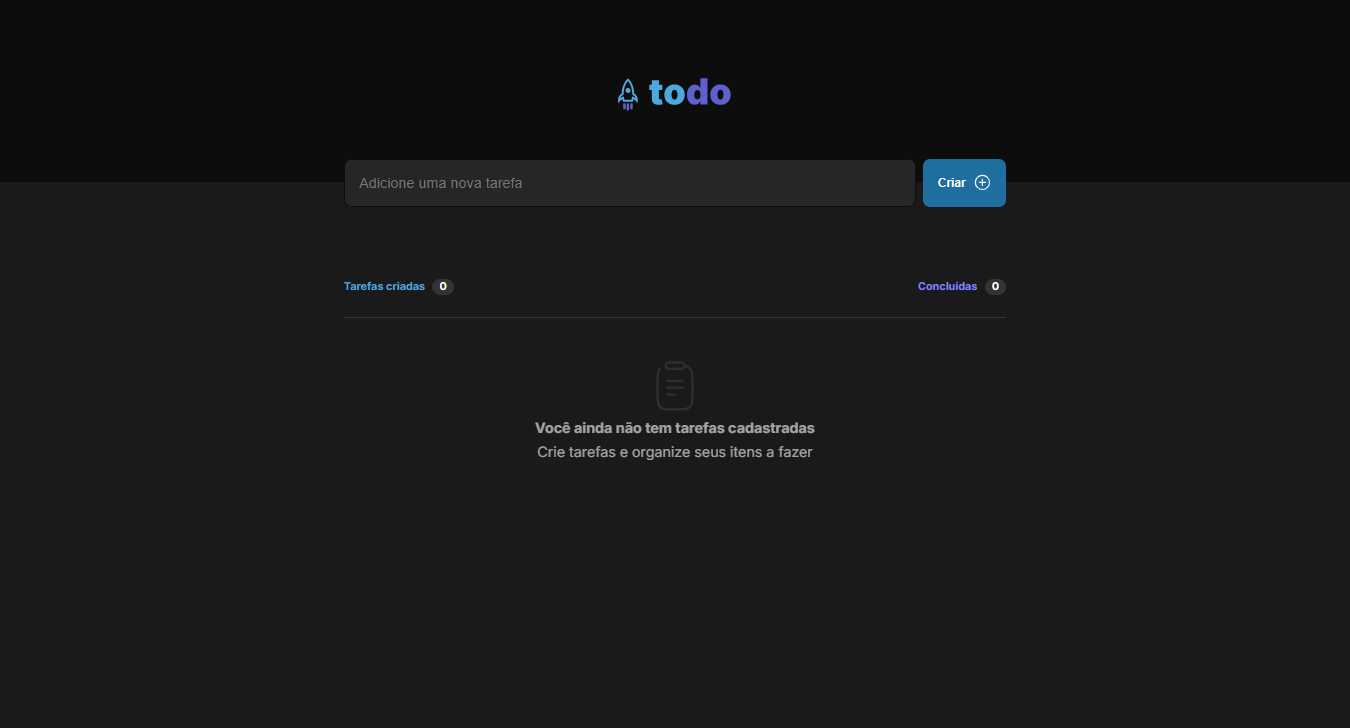 todo
Adicione uma nova tarefa
Criar
Tarefas criadas 0
Concluídas 0
Você ainda não tem tarefas cadastradas
Crie tarefas e organize seus itens a fazer